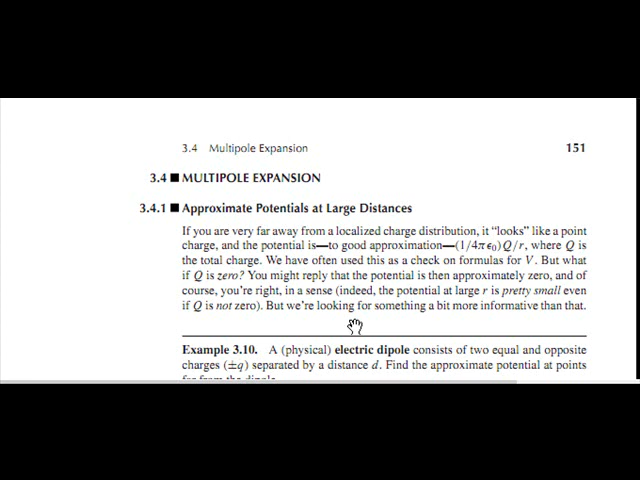 3.4 Multipole Expansion 151
3.4 ■ MULTIPOLE EXPANSION
3.4.1 ■ Approximate Potentials at Large Distances
If you are very far away from a localized charge distribution, it “looks” like a point
charge, and the potential is—to good approximation—(1/4πϵ₀)Q/r, where Q is
the total charge. We have often used this as a check on formulas for V. But what
if Q is zero? You might reply that the potential is then approximately zero, and of
course, you’re right, in a sense (indeed, the potential at large r is pretty small even
if Q is not zero). But we’re looking for something a bit more informative than that.
Example 3.10. A (physical) electric dipole consists of two equal and opposite
charges (±q) separated by a distance d. Find the approximate potential at points
far from the dipole.